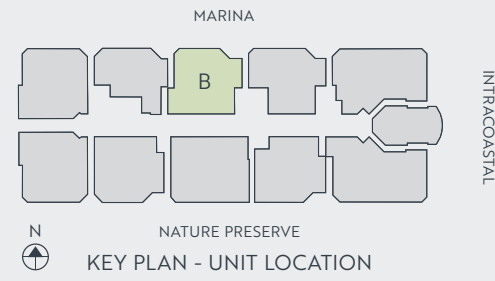 MARINA
B
INTRACOASTAL
N
NATURE PRESERVE
KEY PLAN - UNIT LOCATION